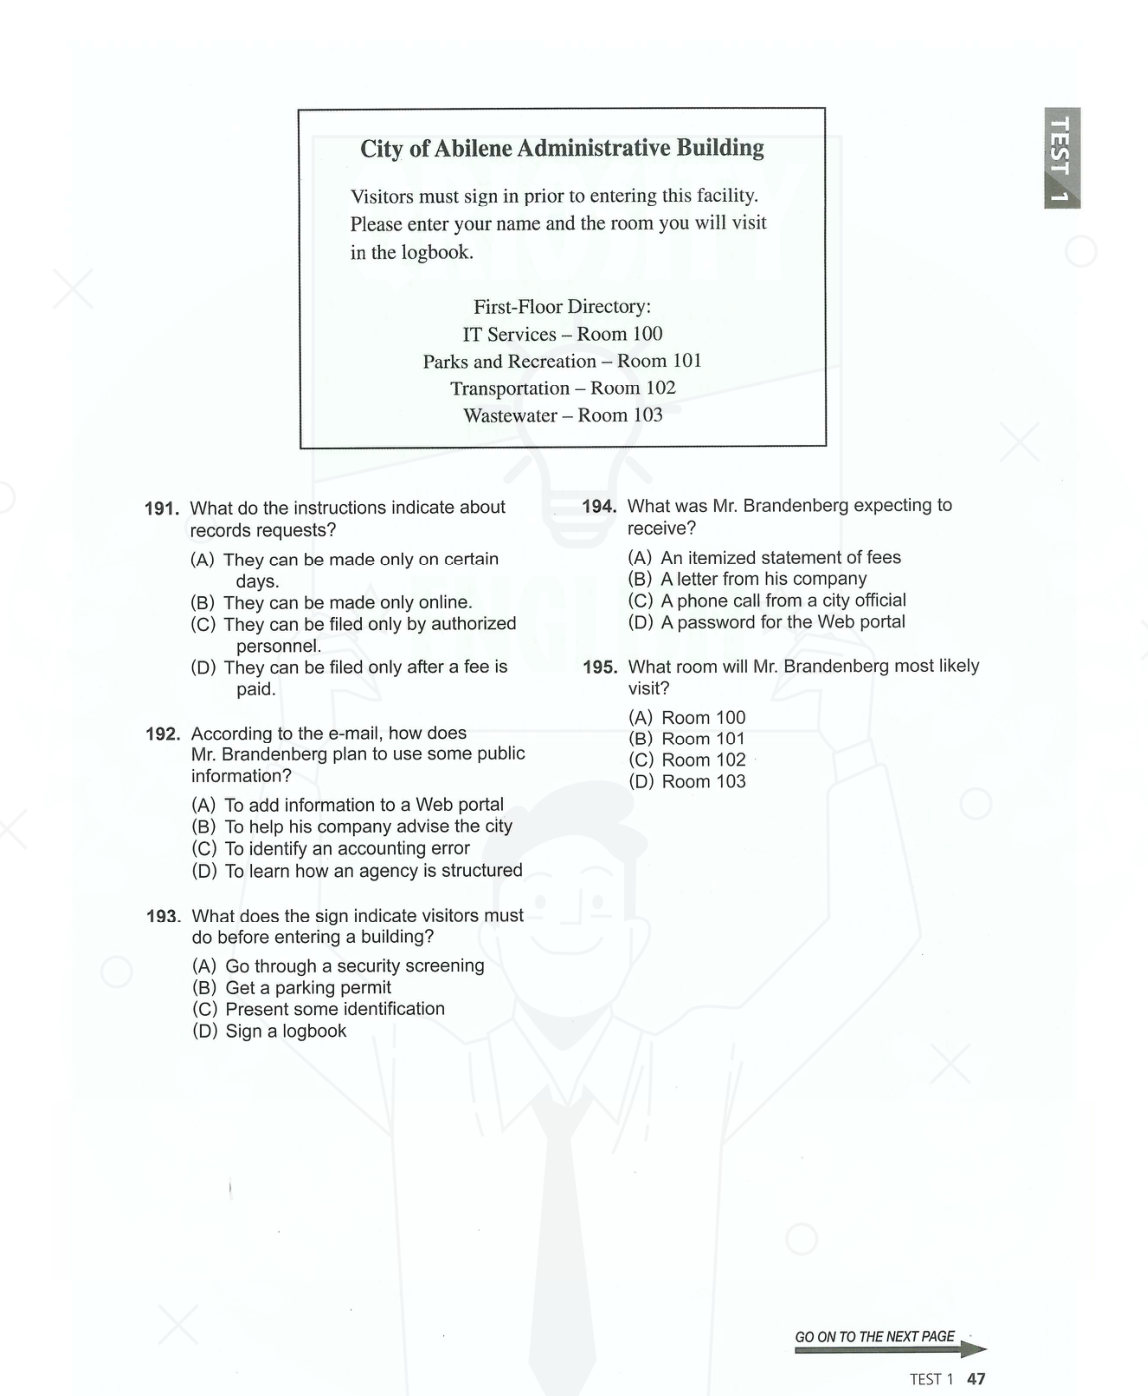 TEST 1
City of Abilene Administrative Building
Visitors must sign in prior to entering this facility.
Please enter your name and the room you will visit
in the logbook.
First-Floor Directory:
IT Services – Room 100
Parks and Recreation – Room 101
Transportation – Room 102
Wastewater – Room 103
191. What do the instructions indicate about
records requests?
(A) They can be made only on certain
days.
(B) They can be made only online.
(C) They can be filed only by authorized
personnel.
(D) They can be filed only after a fee is
paid.
192. According to the e-mail, how does
Mr. Brandenberg plan to use some public
information?
(A) To add information to a Web portal
(B) To help his company advise the city
(C) To identify an accounting error
(D) To learn how an agency is structured
193. What does the sign indicate visitors must
do before entering a building?
(A) Go through a security screening
(B) Get a parking permit
(C) Present some identification
(D) Sign a logbook
194. What was Mr. Brandenberg expecting to
receive?
(A) An itemized statement of fees
(B) A letter from his company
(C) A phone call from a city official
(D) A password for the Web portal
195. What room will Mr. Brandenberg most likely
visit?
(A) Room 100
(B) Room 101
(C) Room 102
(D) Room 103
GO ON TO THE NEXT PAGE
TEST 1 47